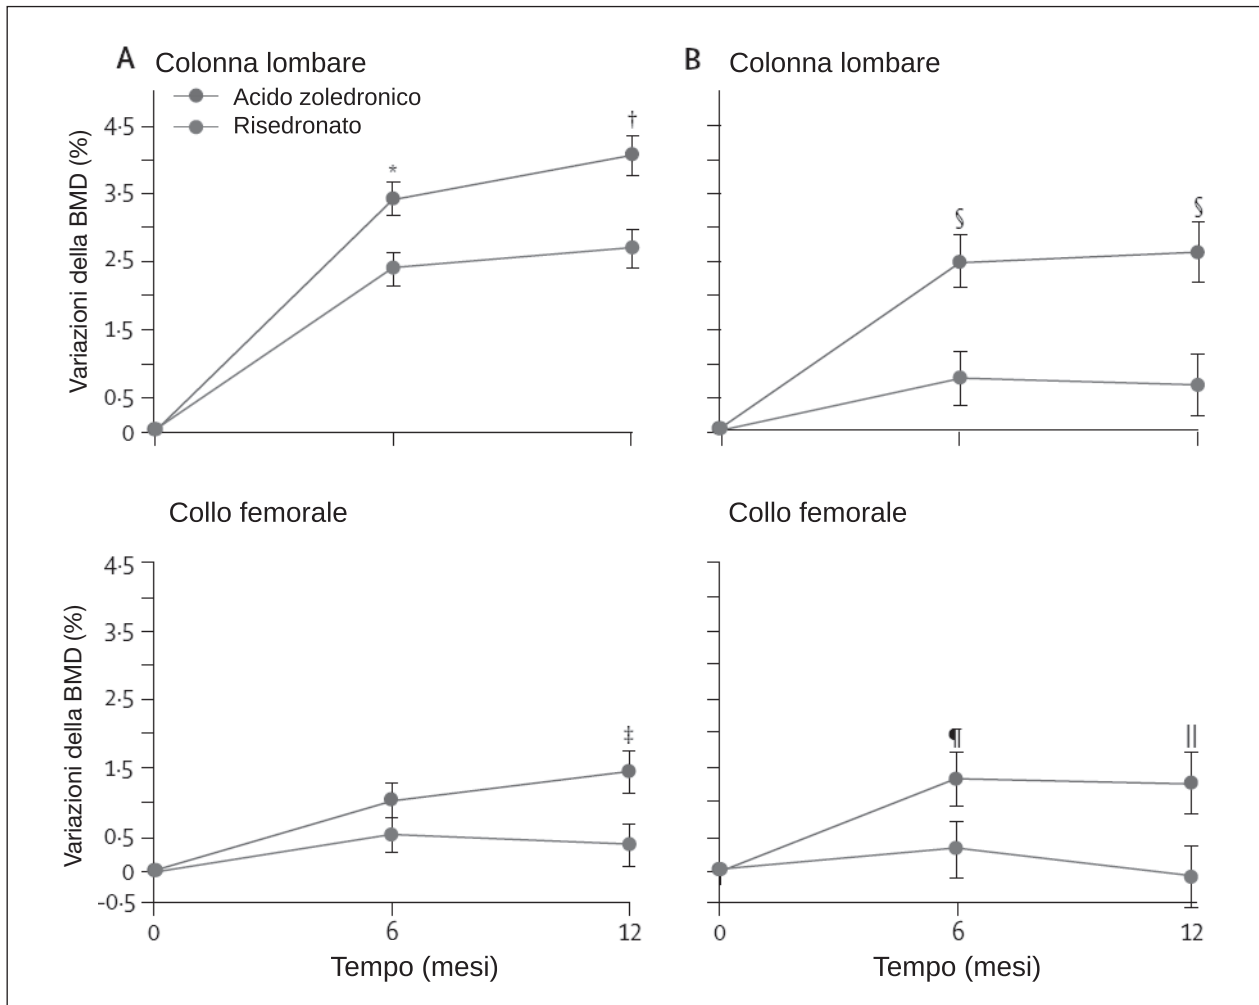 A Colonna lombare
Acido zoledronico
Risedronato
Variazioni della BMD (%)
4·5
3·5
2·5
1·5
0·5
0
*
†
B Colonna lombare
§
§
Collo femorale
Variazioni della BMD (%)
4·5
3·5
2·5
1·5
0·5
0
-0·5
‡
0 6 12
Tempo (mesi)
Collo femorale
¶
||
0 6 12
Tempo (mesi)